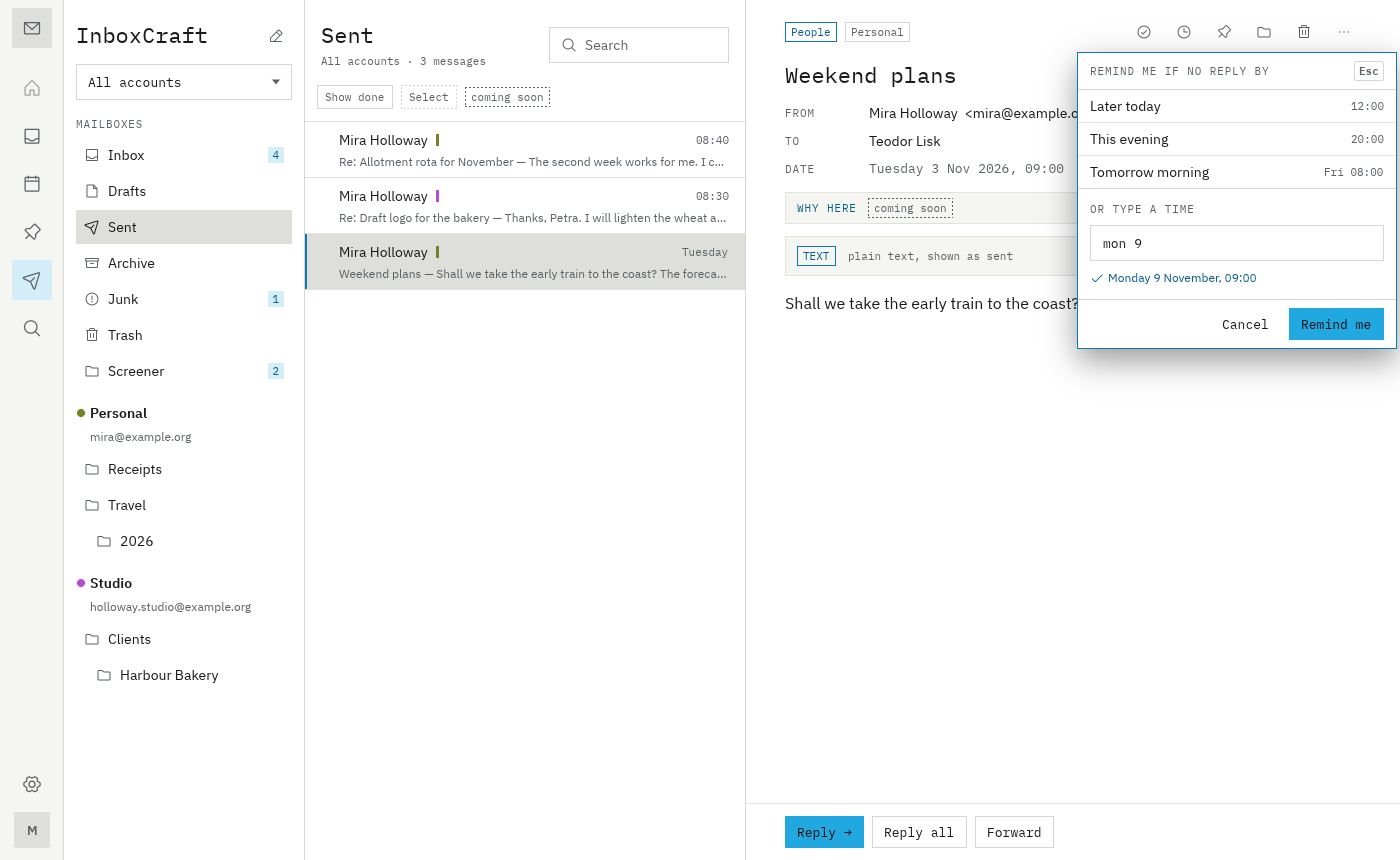 InboxCraft
All accounts
MAILBOXES
Inbox 4
Drafts
Sent
Archive
Junk 1
Trash
Screener 2
Personal
mira@example.org
Receipts
Travel
2026
Studio
holloway.studio@example.org
Clients
Harbour Bakery
M
Sent
All accounts · 3 messages
Search
Show done
Select
coming soon
Mira Holloway 08:40
Re: Allotment rota for November — The second week works for me. I c…
Mira Holloway 08:30
Re: Draft logo for the bakery — Thanks, Petra. I will lighten the wheat a…
Mira Holloway Tuesday
Weekend plans — Shall we take the early train to the coast? The foreca…
People
Personal
Weekend plans
FROM Mira Holloway <mira@example.o
TO Teodor Lisk
DATE Tuesday 3 Nov 2026, 09:00
WHY HERE coming soon
TEXT plain text, shown as sent
Shall we take the early train to the coast?
REMIND ME IF NO REPLY BY Esc
Later today 12:00
This evening 20:00
Tomorrow morning Fri 08:00
OR TYPE A TIME
mon 9
Monday 9 November, 09:00
Cancel
Remind me
Reply →
Reply all
Forward